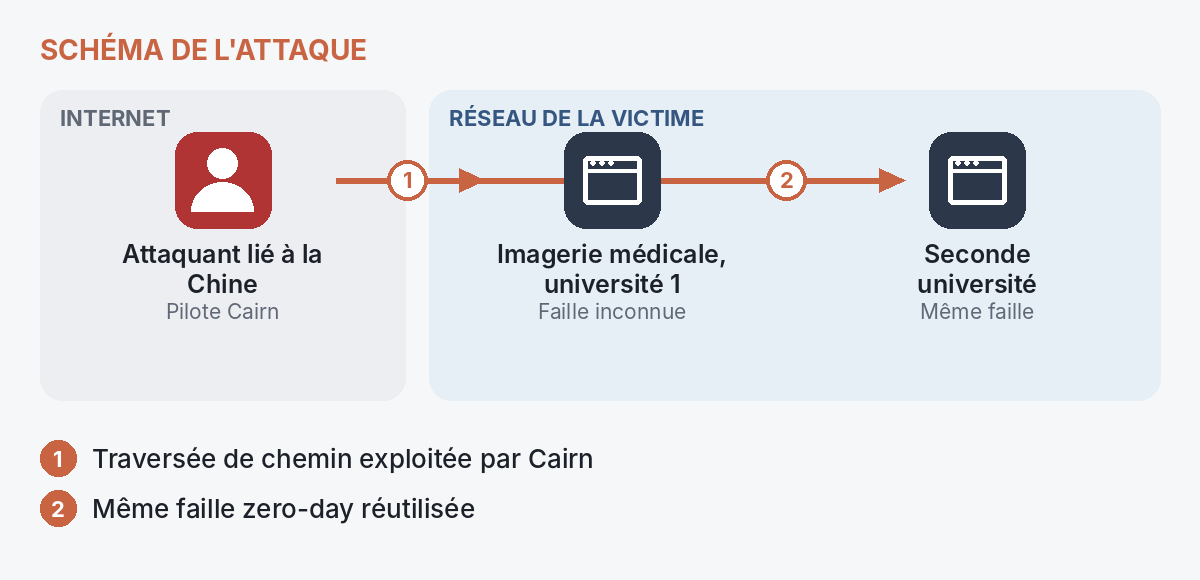 SCHÉMA DE L'ATTAQUE
INTERNET
RÉSEAU DE LA VICTIME
1
2
Attaquant lié à la
Chine
Pilote Cairn
Imagerie médicale,
université 1
Faille inconnue
Seconde
université
Même faille
1 Traversée de chemin exploitée par Cairn
2 Même faille zero-day réutilisée